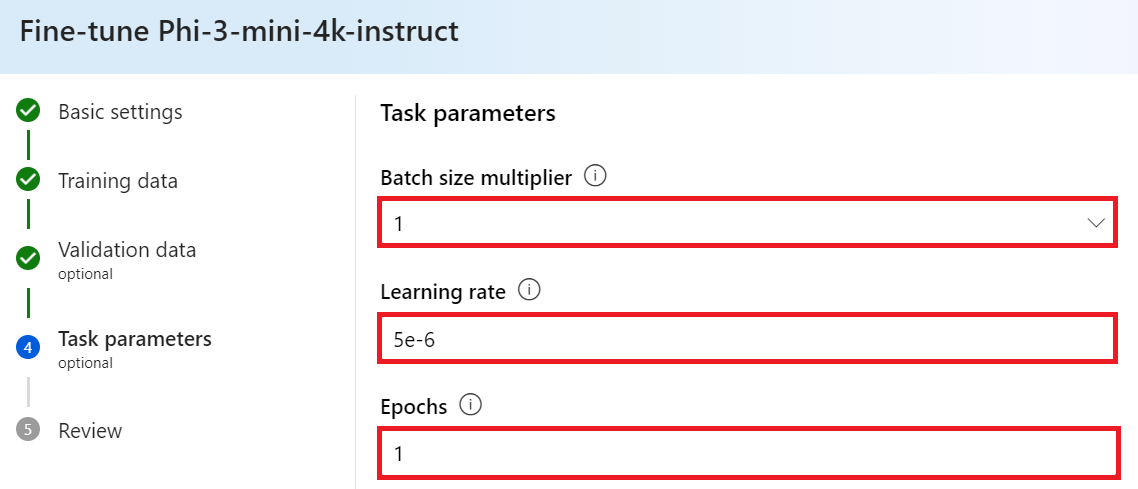 Fine-tune Phi-3-mini-4k-instruct
Basic settings
Training data
Validation data
optional
4
Task parameters
optional
5
Review
Task parameters
Batch size multiplier
1
Learning rate
5e-6
Epochs
1